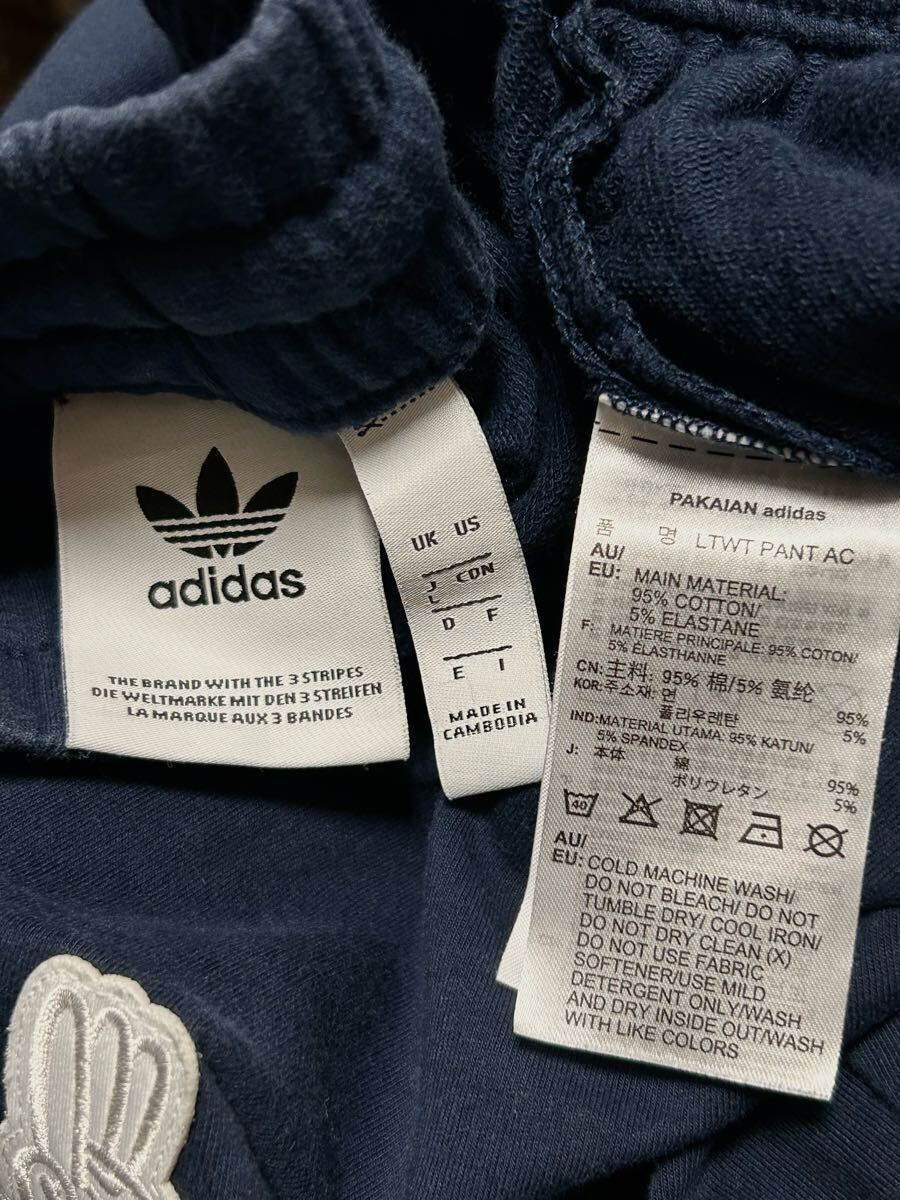 adidas
THE BRAND WITH THE 3 STRIPES
DIE WELTMARKE MIT DEN 3 STREIFEN
LA MARQUE AUX 3 BANDES
UK US
J CDN
L
D F
E I
MADE IN
CAMBODIA
PAKAIAN adidas
품 명 LTWT PANT AC
AU/
EU: MAIN MATERIAL:
95% COTTON/
5% ELASTANE
F: MATIERE PRINCIPALE: 95% COTON/
5% ELASTHANNE
CN: 主料: 95% 棉/5% 氨纶
KOR: 주소재: 면 95%
폴리우레탄 5%
IND: MATERIAL UTAMA: 95% KATUN/
5% SPANDEX
J: 本体 綿 95%
ポリウレタン 5%
40
AU/
EU: COLD MACHINE WASH/
DO NOT BLEACH/ DO NOT
TUMBLE DRY/ COOL IRON/
DO NOT DRY CLEAN (X)
DO NOT USE FABRIC
SOFTENER/USE MILD
DETERGENT ONLY/WASH
AND DRY INSIDE OUT/WASH
WITH LIKE COLORS